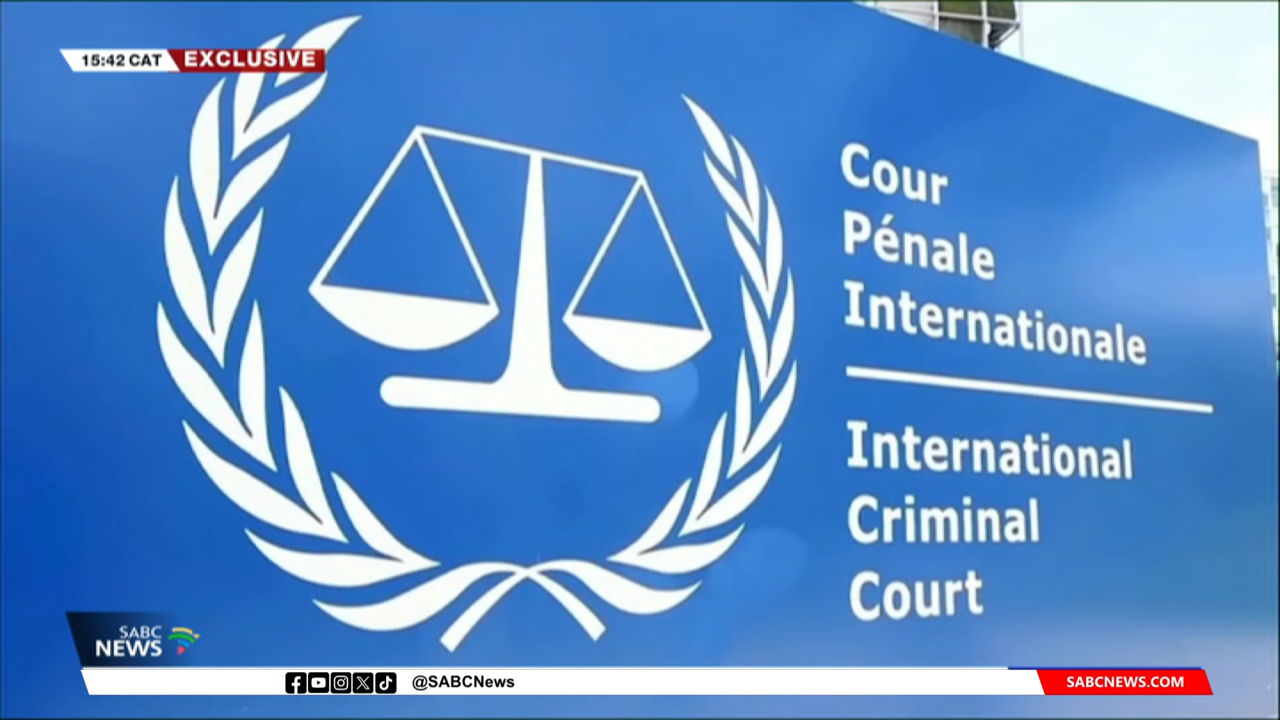 15:42 CAT EXCLUSIVE
Cour
Pénale
Internationale
International
Criminal
Court
SABC
NEWS
@SABCNews
SABCNEWS.COM